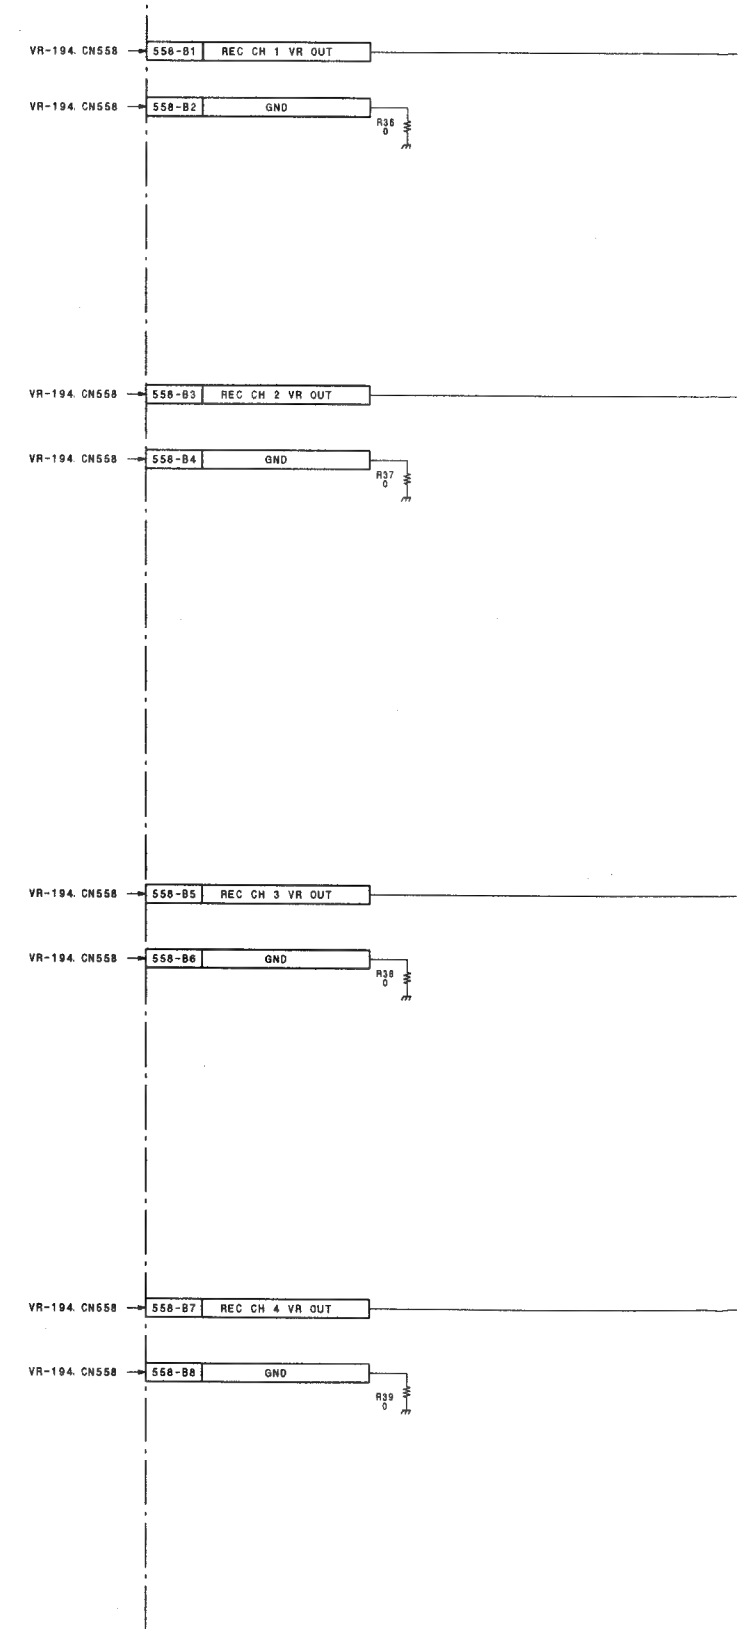 VR-194. CN558 558-B1 REC CH 1 VR OUT
VR-194. CN558 558-B2 GND
R36
0
VR-194. CN558 558-B3 REC CH 2 VR OUT
VR-194. CN558 558-B4 GND
R37
0
VR-194. CN558 558-B5 REC CH 3 VR OUT
VR-194. CN558 558-B6 GND
R38
0
VR-194. CN558 558-B7 REC CH 4 VR OUT
VR-194. CN558 558-B8 GND
R39
0